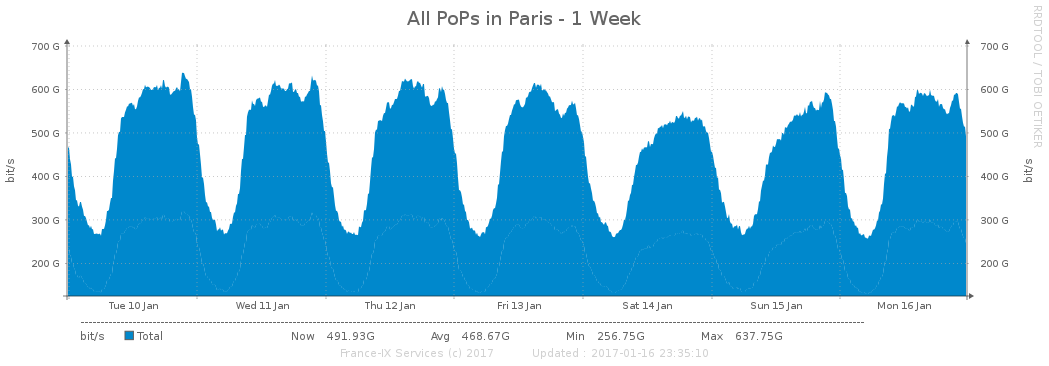 All PoPs in Paris - 1 Week
RRDTOOL / TOBI OETIKER
700 G 700 G
600 G 600 G
500 G 500 G
400 G 400 G
300 G 300 G
200 G 200 G
bit/s bit/s
Tue 10 Jan Wed 11 Jan Thu 12 Jan Fri 13 Jan Sat 14 Jan Sun 15 Jan Mon 16 Jan
bit/s Total Now 491.93G Avg 468.67G Min 256.75G Max 637.75G
France-IX Services (c) 2017 Updated : 2017-01-16 23:35:10